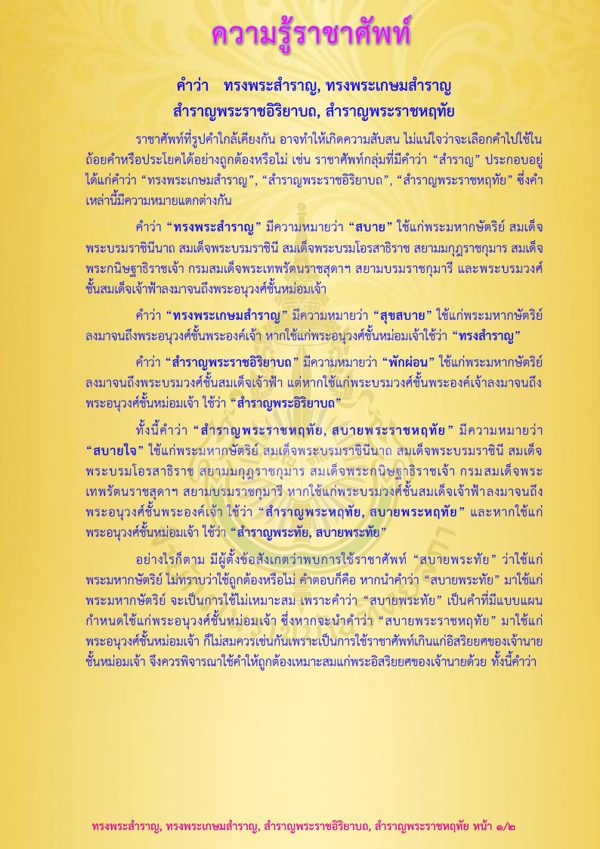 ความรู้ราชาศัพท์
คำว่า ทรงพระสำราญ, ทรงพระเกษมสำราญ
สำราญพระราชอิริยาบถ, สำราญพระราชหฤทัย
ราชาศัพท์ที่รูปคำใกล้เคียงกัน อาจทำให้เกิดความสับสน ไม่แน่ใจว่าจะเลือกคำไปใช้ใน
ถ้อยคำหรือประโยคได้อย่างถูกต้องหรือไม่ เช่น ราชาศัพท์กลุ่มที่มีคำว่า “สำราญ” ประกอบอยู่
ได้แก่คำว่า “ทรงพระเกษมสำราญ”, “สำราญพระราชอิริยาบถ”, “สำราญพระราชหฤทัย” ซึ่งคำ
เหล่านี้มีความหมายแตกต่างกัน
คำว่า “ทรงพระสำราญ” มีความหมายว่า “สบาย” ใช้แก่พระมหากษัตริย์ สมเด็จ
พระบรมราชินีนาถ สมเด็จพระบรมราชินี สมเด็จพระบรมโอรสาธิราช สยามมกุฎราชกุมาร สมเด็จ
พระกนิษฐาธิราชเจ้า กรมสมเด็จพระเทพรัตนราชสุดาฯ สยามบรมราชกุมารี และพระบรมวงศ์
ชั้นสมเด็จเจ้าฟ้าลงมาจนถึงพระอนุวงศ์ชั้นหม่อมเจ้า
คำว่า “ทรงพระเกษมสำราญ” มีความหมายว่า “สุขสบาย” ใช้แก่พระมหากษัตริย์
ลงมาจนถึงพระอนุวงศ์ชั้นพระองค์เจ้า หากใช้แก่พระอนุวงศ์ชั้นหม่อมเจ้าใช้ว่า “ทรงสำราญ”
คำว่า “สำราญพระราชอิริยาบถ” มีความหมายว่า “พักผ่อน” ใช้แก่พระมหากษัตริย์
ลงมาจนถึงพระบรมวงศ์ชั้นสมเด็จเจ้าฟ้า แต่หากใช้แก่พระบรมวงศ์ชั้นพระองค์เจ้าลงมาจนถึง
พระอนุวงศ์ชั้นหม่อมเจ้า ใช้ว่า “สำราญพระอิริยาบถ”
ทั้งนี้คำว่า “สำราญพระราชหฤทัย, สบายพระราชหฤทัย” มีความหมายว่า
“สบายใจ” ใช้แก่พระมหากษัตริย์ สมเด็จพระบรมราชินีนาถ สมเด็จพระบรมราชินี สมเด็จ
พระบรมโอรสาธิราช สยามมกุฎราชกุมาร สมเด็จพระกนิษฐาธิราชเจ้า กรมสมเด็จพระ
เทพรัตนราชสุดาฯ สยามบรมราชกุมารี หากใช้แก่พระบรมวงศ์ชั้นสมเด็จเจ้าฟ้าลงมาจนถึง
พระอนุวงศ์ชั้นพระองค์เจ้า ใช้ว่า “สำราญพระหฤทัย, สบายพระหฤทัย” และหากใช้แก่
พระอนุวงศ์ชั้นหม่อมเจ้า ใช้ว่า “สำราญพระทัย, สบายพระทัย”
อย่างไรก็ตาม มีผู้ตั้งข้อสังเกตว่าพบการใช้ราชาศัพท์ “สบายพระทัย” ว่าใช้แก่
พระมหากษัตริย์ ไม่ทราบว่าใช้ถูกต้องหรือไม่ คำตอบก็คือ หากนำคำว่า “สบายพระทัย” มาใช้แก่
พระมหากษัตริย์ จะเป็นการใช้ไม่เหมาะสม เพราะคำว่า “สบายพระทัย” เป็นคำที่มีแบบแผน
กำหนดใช้แก่พระอนุวงศ์ชั้นหม่อมเจ้า ซึ่งหากจะนำคำว่า “สบายพระราชหฤทัย” มาใช้แก่
พระอนุวงศ์ชั้นหม่อมเจ้า ก็ไม่สมควรเช่นกันเพราะเป็นการใช้ราชาศัพท์เกินแก่อิสริยยศของเจ้านาย
ชั้นหม่อมเจ้า จึงควรพิจารณาใช้คำให้ถูกต้องเหมาะสมแก่พระอิสริยยศของเจ้านายด้วย ทั้งนี้คำว่า
ทรงพระสำราญ, ทรงพระเกษมสำราญ, สำราญพระราชอิริยาบถ, สำราญพระราชหฤทัย หน้า ๑/๒